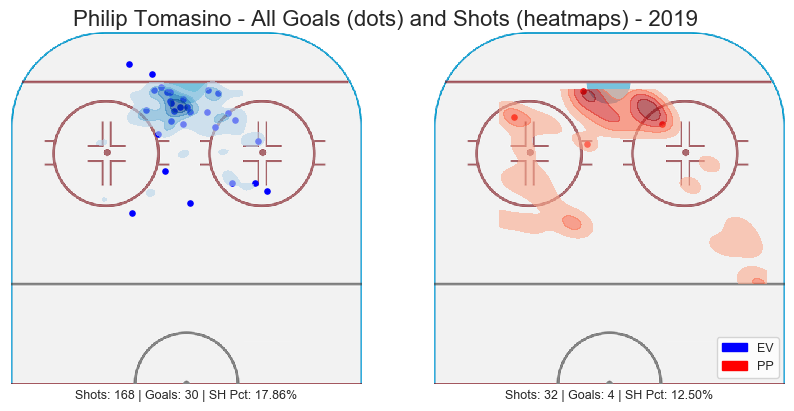 Philip Tomasino - All Goals (dots) and Shots (heatmaps) - 2019
EV
PP
Shots: 168 | Goals: 30 | SH Pct: 17.86%
Shots: 32 | Goals: 4 | SH Pct: 12.50%